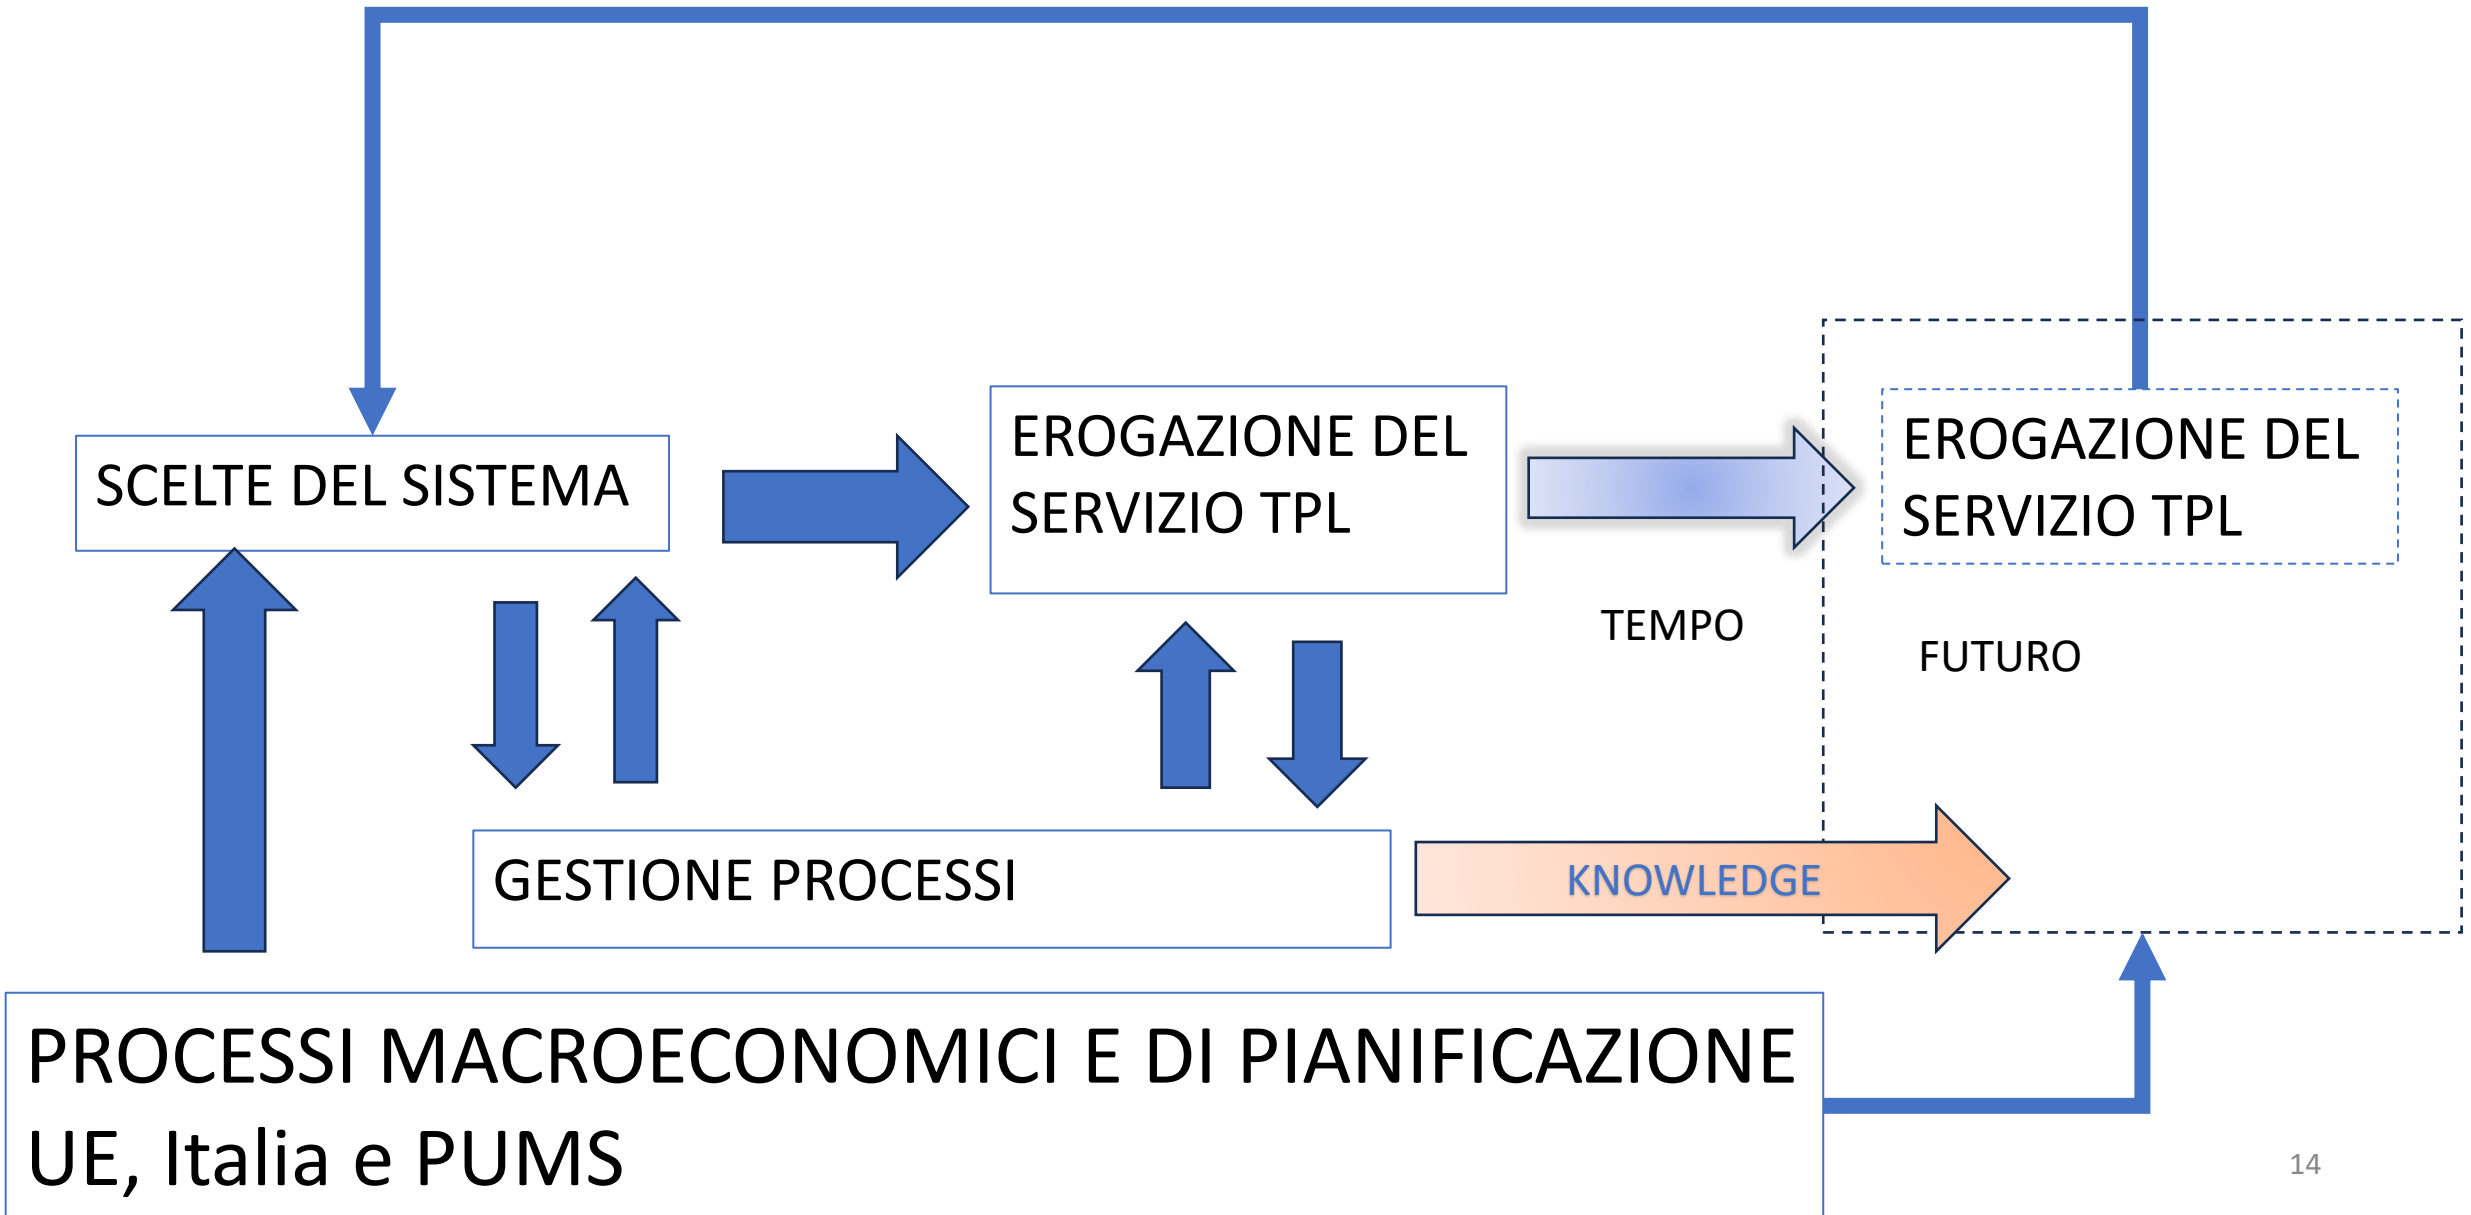 SCELTE DEL SISTEMA
EROGAZIONE DEL
SERVIZIO TPL
EROGAZIONE DEL
SERVIZIO TPL
TEMPO
FUTURO
GESTIONE PROCESSI
KNOWLEDGE
PROCESSI MACROECONOMICI E DI PIANIFICAZIONE
UE, Italia e PUMS
14